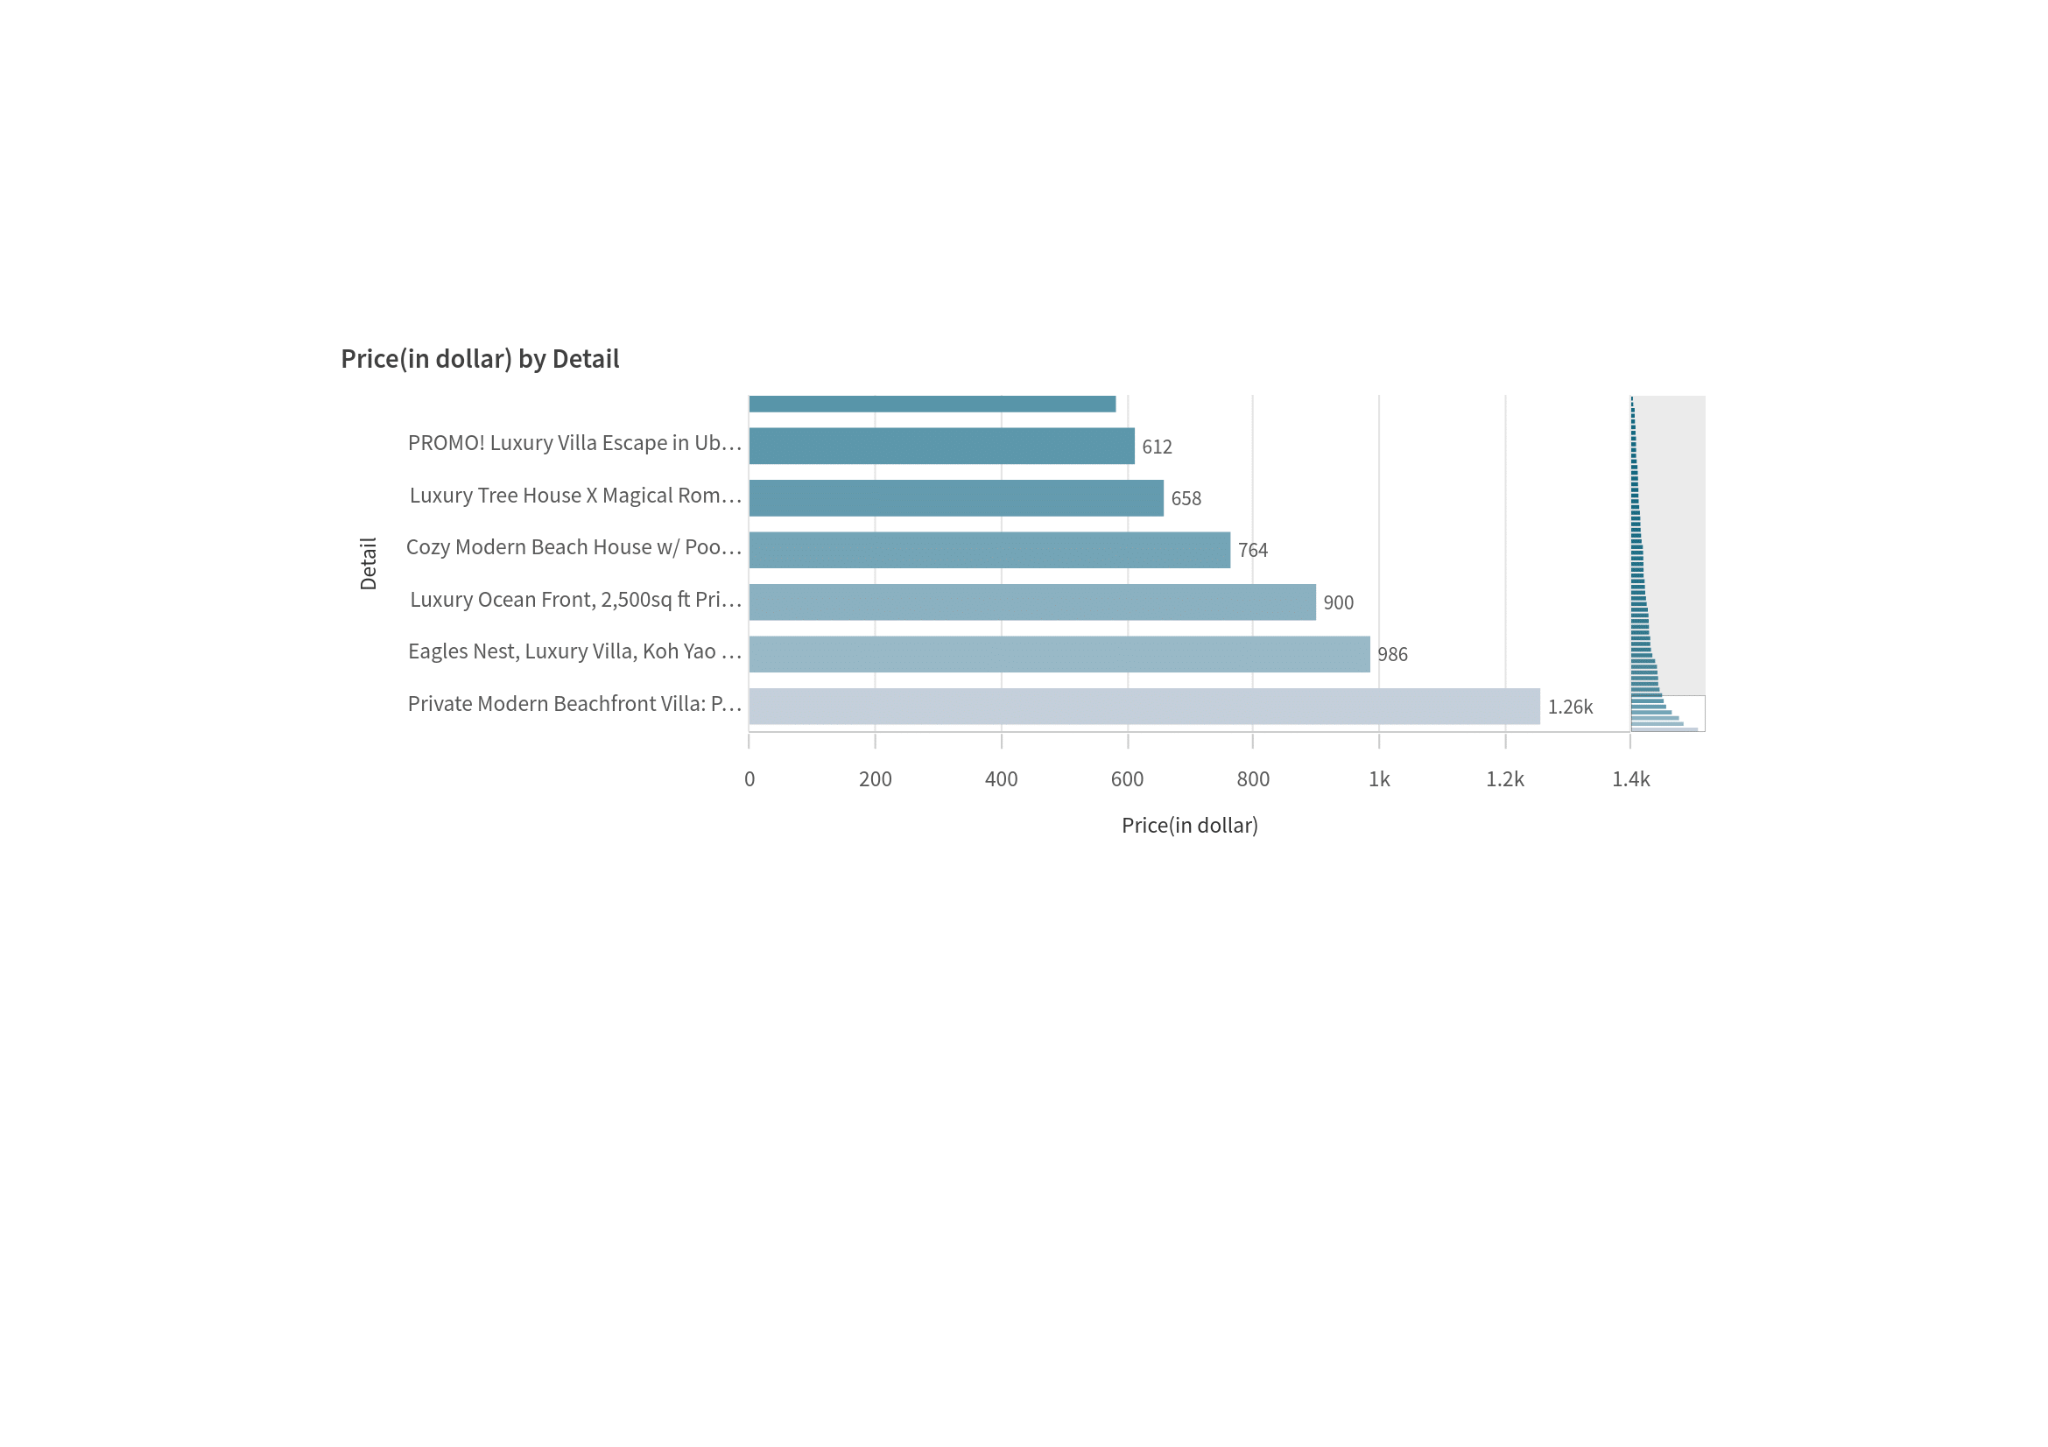 Price(in dollar) by Detail
PROMO! Luxury Villa Escape in Ub… 612
Luxury Tree House X Magical Rom… 658
Cozy Modern Beach House w/ Poo… 764
Luxury Ocean Front, 2,500sq ft Pri… 900
Eagles Nest, Luxury Villa, Koh Yao … 986
Private Modern Beachfront Villa: P… 1.26k
Detail
0 200 400 600 800 1k 1.2k 1.4k
Price(in dollar)